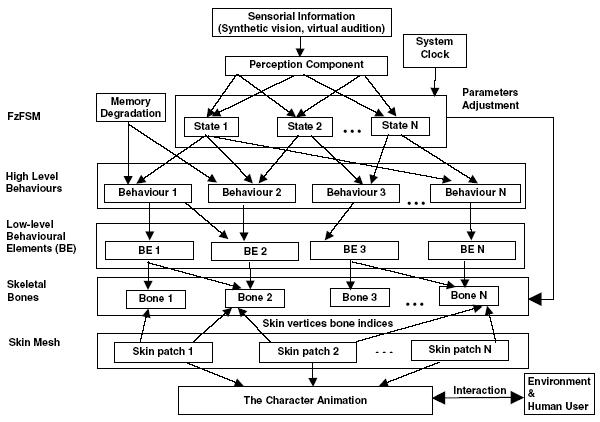 Sensorial Information
(Synthetic vision, virtual audition)
System
Clock
Perception Component
Parameters
Adjustment
Memory
Degradation
FzFSM
State 1
State 2
...
State N
High Level
Behaviours
Behaviour 1
Behaviour 2
Behaviour 3
...
Behaviour N
Low-level
Behavioural
Elements (BE)
BE 1
BE 2
BE 3
BE N
Skeletal
Bones
Bone 1
Bone 2
Bone 3
...
Bone N
Skin vertices bone indices
Skin Mesh
Skin patch 1
Skin patch 2
- - -
Skin patch N
The Character Animation
Interaction
Environment
&
Human User